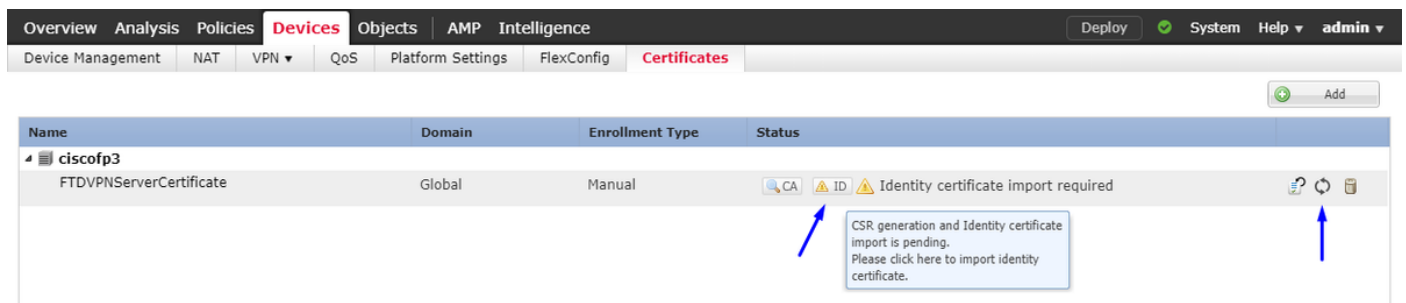 Overview Analysis Policies Devices Objects AMP Intelligence Deploy System Help admin
Device Management NAT VPN QoS Platform Settings FlexConfig Certificates
Add
Name Domain Enrollment Type Status
ciscofp3
FTDVPNServerCertificate Global Manual CA ID Identity certificate import required
CSR generation and Identity certificate
import is pending.
Please click here to import identity
certificate.